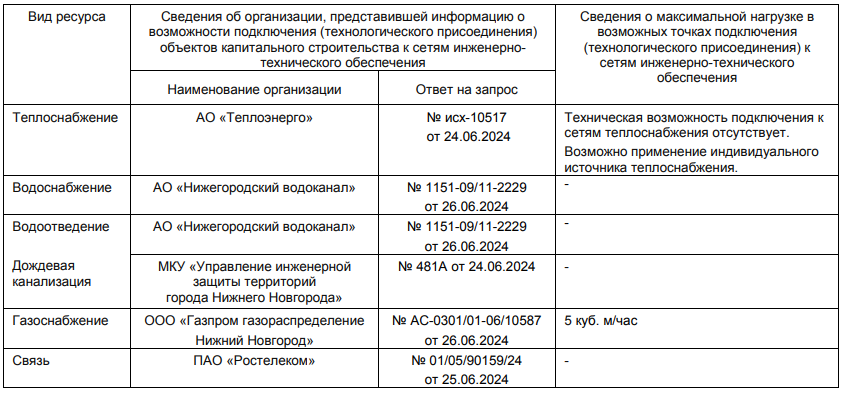 Вид ресурса
Сведения об организации, представившей информацию о
возможности подключения (технологического присоединения)
объектов капитального строительства к сетям инженерно-
технического обеспечения
Сведения о максимальной нагрузке в
возможных точках подключения
(технологического присоединения) к
сетям инженерно-технического
обеспечения
Наименование организации
Ответ на запрос
Теплоснабжение
АО «Теплоэнерго»
№ исх-10517
от 24.06.2024
Техническая возможность подключения к
сетям теплоснабжения отсутствует.
Возможно применение индивидуального
источника теплоснабжения.
Водоснабжение
АО «Нижегородский водоканал»
№ 1151-09/11-2229
от 26.06.2024
-
Водоотведение
АО «Нижегородский водоканал»
№ 1151-09/11-2229
от 26.06.2024
-
Дождевая
канализация
МКУ «Управление инженерной
защиты территорий
города Нижнего Новгорода»
№ 481А от 24.06.2024
-
Газоснабжение
ООО «Газпром газораспределение
Нижний Новгород»
№ АС-0301/01-06/10587
от 26.06.2024
5 куб. м/час
Связь
ПАО «Ростелеком»
№ 01/05/90159/24
от 25.06.2024
-